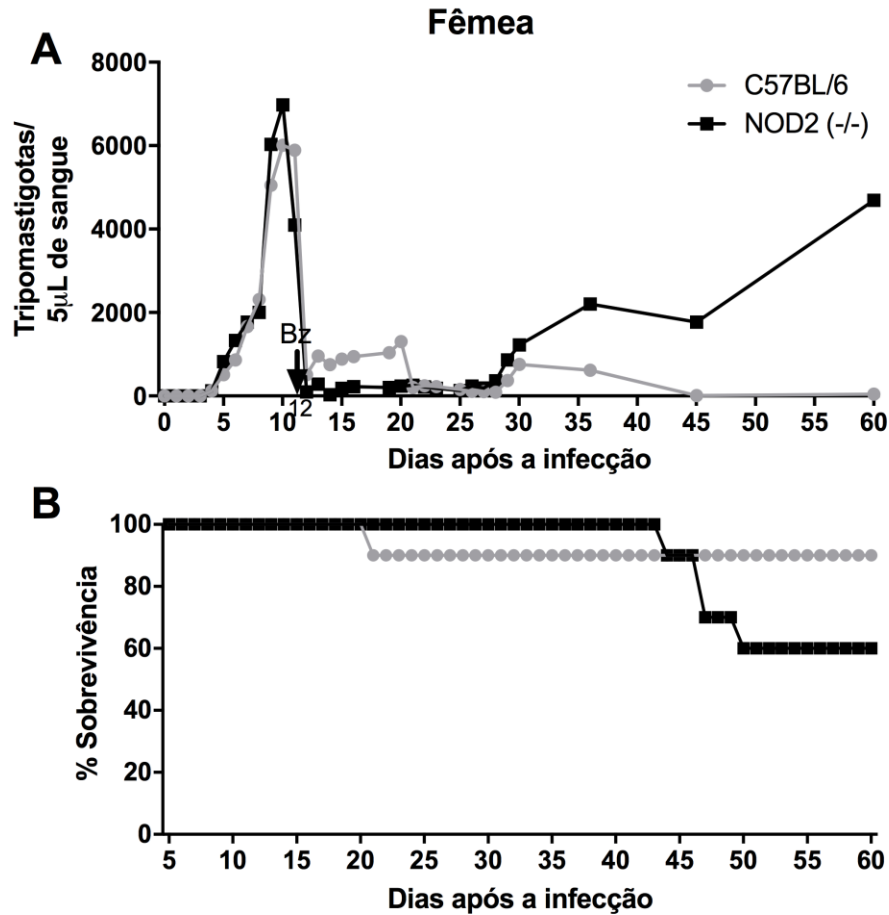 Fêmea
A
8000
6000
4000
2000
0
Tripomastigotas/
5μL de sangue
C57BL/6
NOD2 (-/-)
Bz
12
0 5 10 15 20 25 30 35 40 45 50 55 60
Dias após a infecção
B
100
80
60
40
20
0
% Sobrevivência
5 10 15 20 25 30 35 40 45 50 55 60
Dias após a infecção